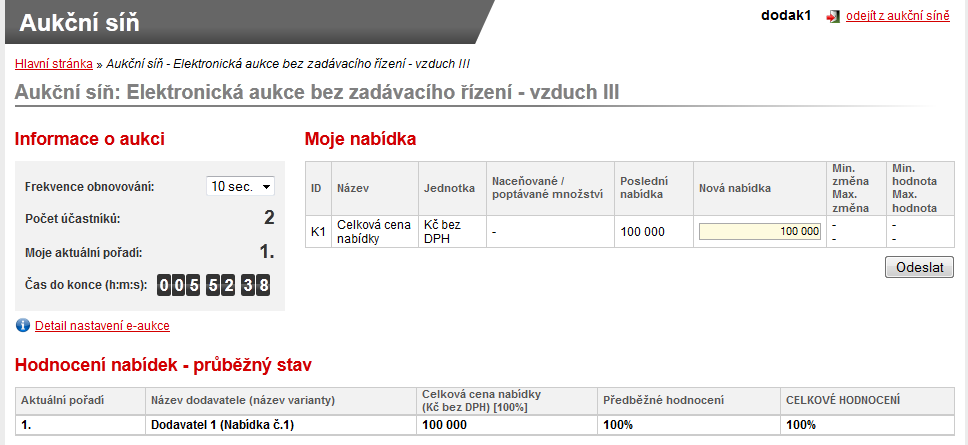 Aukční síň
dodak1 odejít z aukční síně
Hlavní stránka » Aukční síň - Elektronická aukce bez zadávacího řízení - vzduch III
Aukční síň: Elektronická aukce bez zadávacího řízení - vzduch III
Informace o aukci
Frekvence obnovování: 10 sec.
Počet účastníků: 2
Moje aktuální pořadí: 1.
Čas do konce (h:m:s): 005238
Detail nastavení e-aukce
Moje nabídka
ID Název Jednotka Naceňované / poptávané množství Poslední nabídka Nová nabídka Min. změna Max. změna Min. hodnota Max. hodnota
K1 Celková cena nabídky Kč bez DPH - 100 000 100 000 - - - -
Odeslat
Hodnocení nabídek - průběžný stav
Aktuální pořadí Název dodavatele (název varianty) Celková cena nabídky (Kč bez DPH) [100%] Předběžné hodnocení CELKOVÉ HODNOCENÍ
1. Dodavatel 1 (Nabídka č.1) 100 000 100% 100%